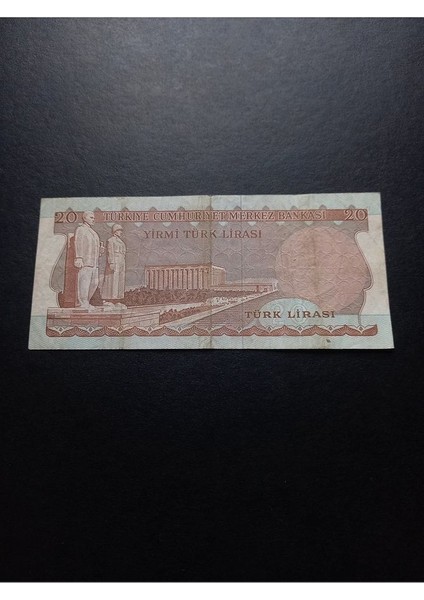 20 TÜRKİYE CUMHURİYET MERKEZ BANKASI 20
YİRMİ TÜRK LİRASI
TÜRK LİRASI